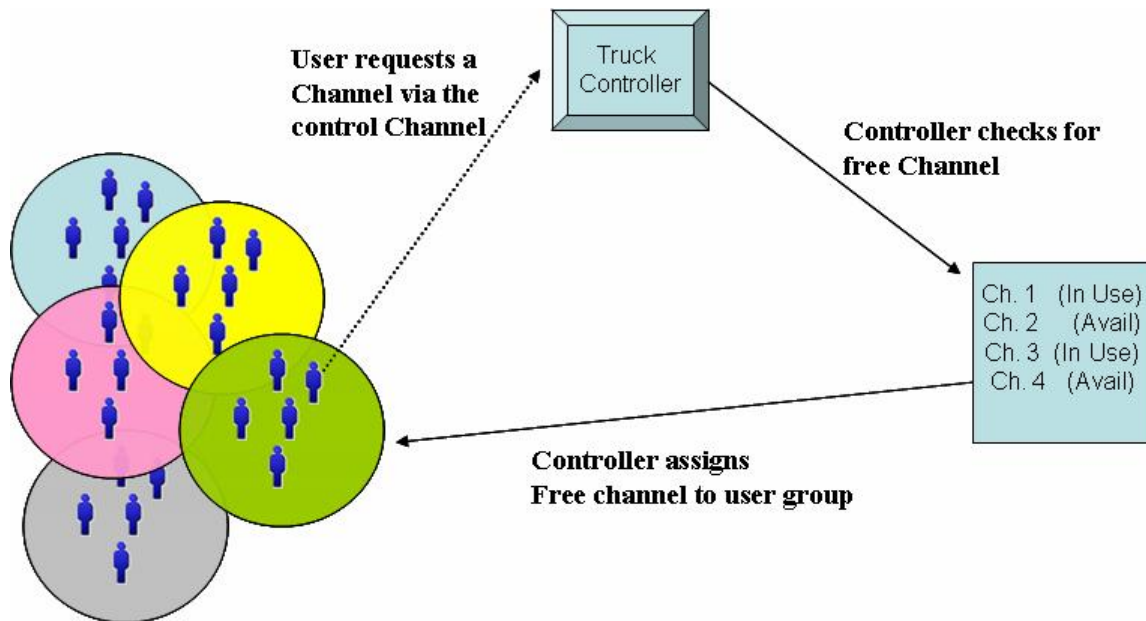 User requests a
Channel via the
control Channel
Truck
Controller
Controller checks for
free Channel
Ch. 1 (In Use)
Ch. 2 (Avail)
Ch. 3 (In Use)
Ch. 4 (Avail)
Controller assigns
Free channel to user group